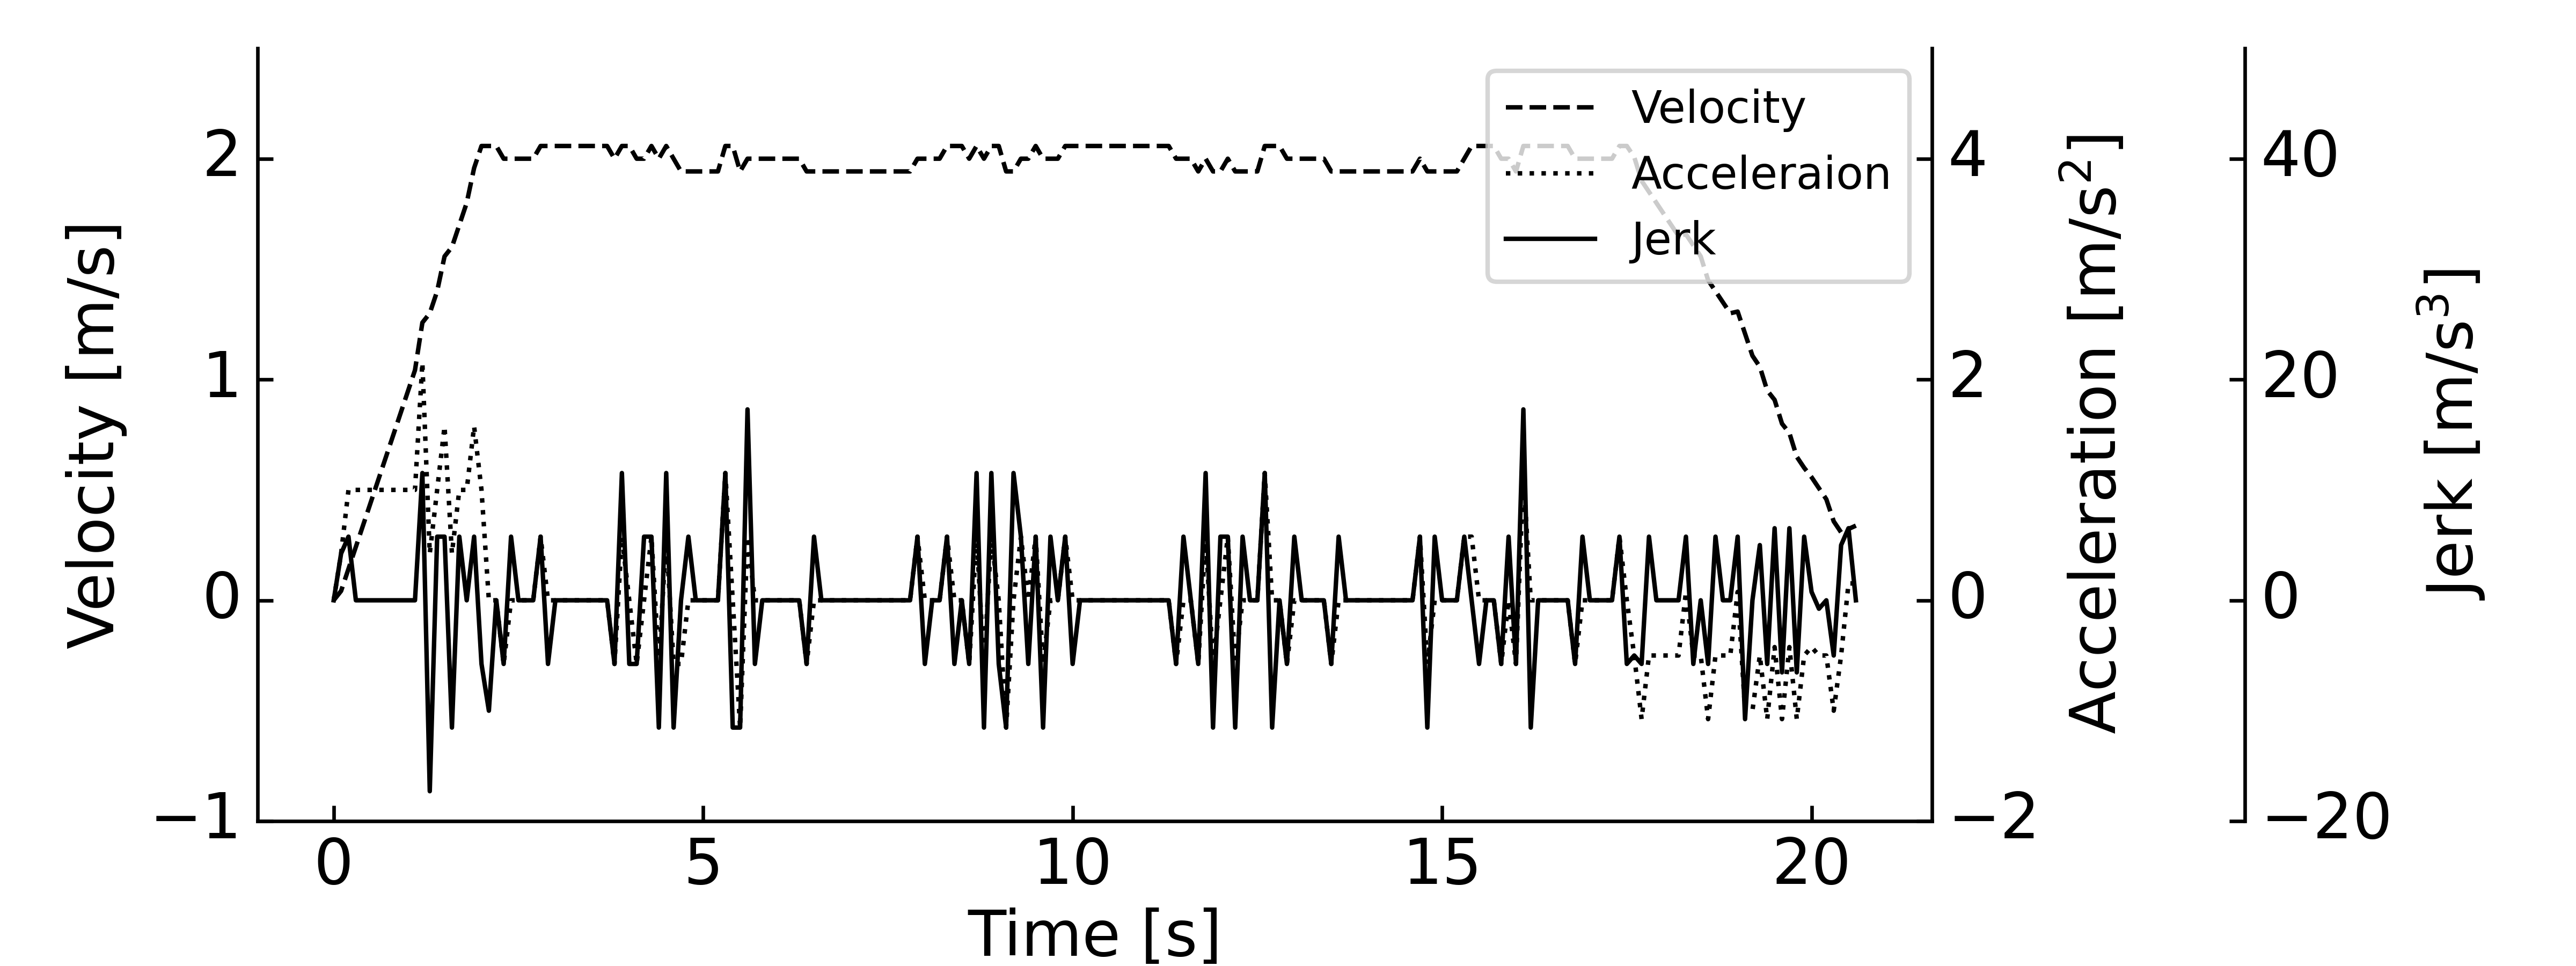 Velocity [m/s]
2
1
0
−1
0 5 10 15 20
Time [s]
Velocity
Acceleraion
Jerk
4
2
0
−2
Acceleration [m/s²]
40
20
0
−20
Jerk [m/s³]